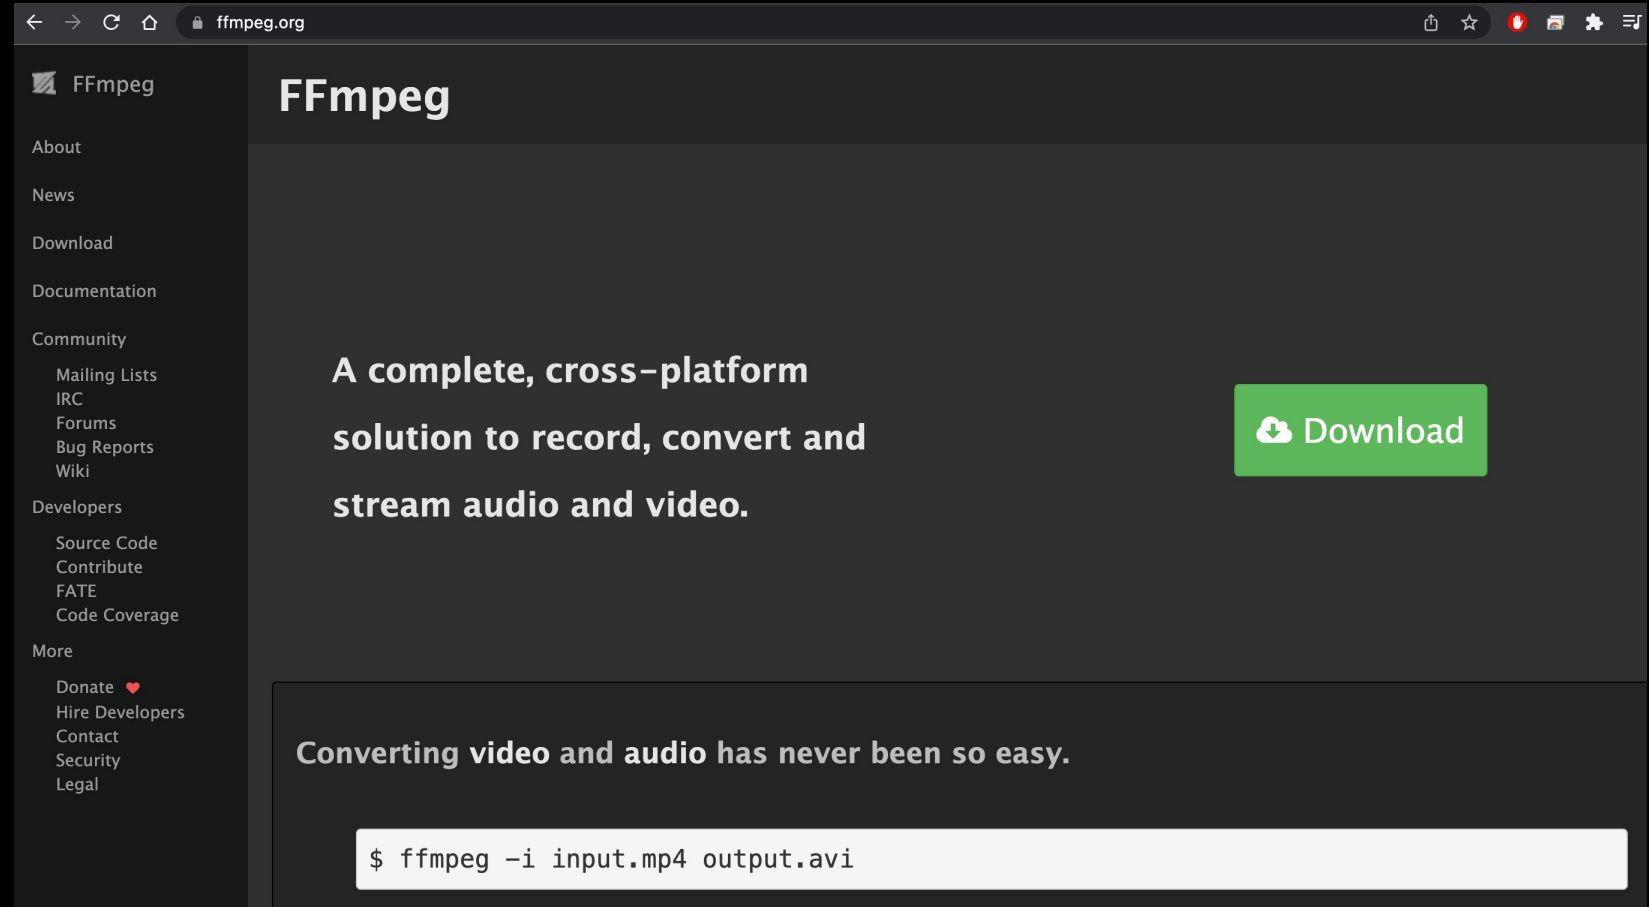 ffmpeg.org
FFmpeg
About
News
Download
Documentation
Community
Mailing Lists
IRC
Forums
Bug Reports
Wiki
Developers
Source Code
Contribute
FATE
Code Coverage
More
Donate
Hire Developers
Contact
Security
Legal
FFmpeg
A complete, cross-platform
solution to record, convert and
stream audio and video.
Download
Converting video and audio has never been so easy.
$ ffmpeg -i input.mp4 output.avi